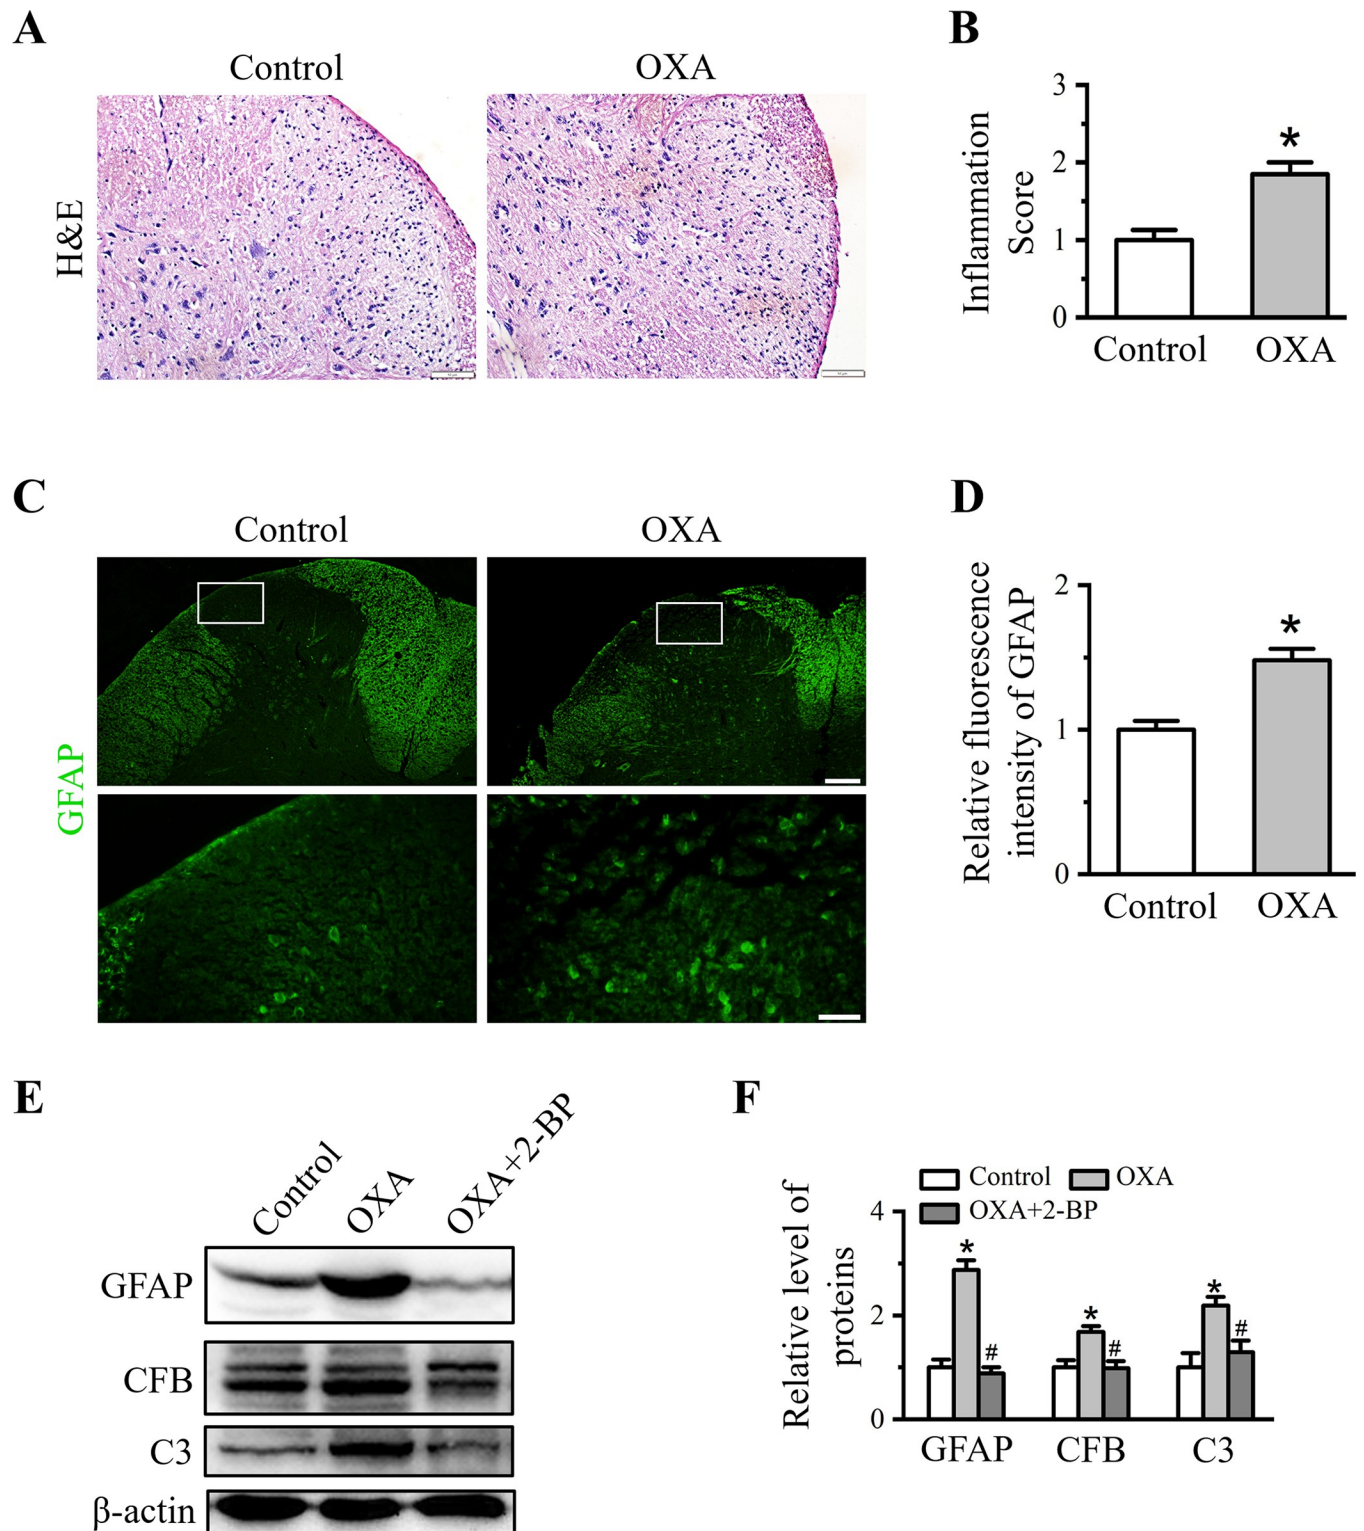 A
Control
OXA
H&E
B
Inflammation
Score
3
2
1
0
*
Control
OXA
C
Control
OXA
GFAP
D
Relative fluorescence
intensity of GFAP
2
1
0
*
Control
OXA
E
Control
OXA
OXA+2-BP
GFAP
CFB
C3
β-actin
F
Relative level of
proteins
Control
OXA
OXA+2-BP
4
2
0
* # * # * #
GFAP
CFB
C3